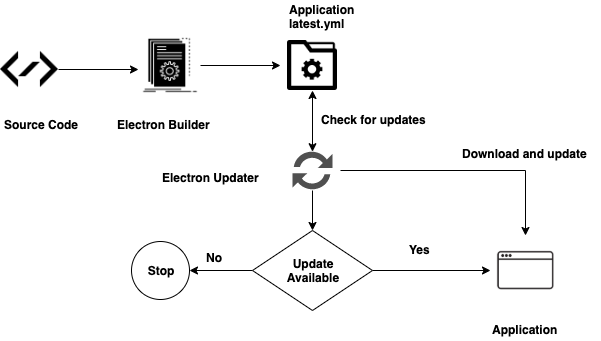 Application
latest.yml
Source Code
Electron Builder
Check for updates
Download and update
Electron Updater
Update
Available
No
Yes
Stop
Application